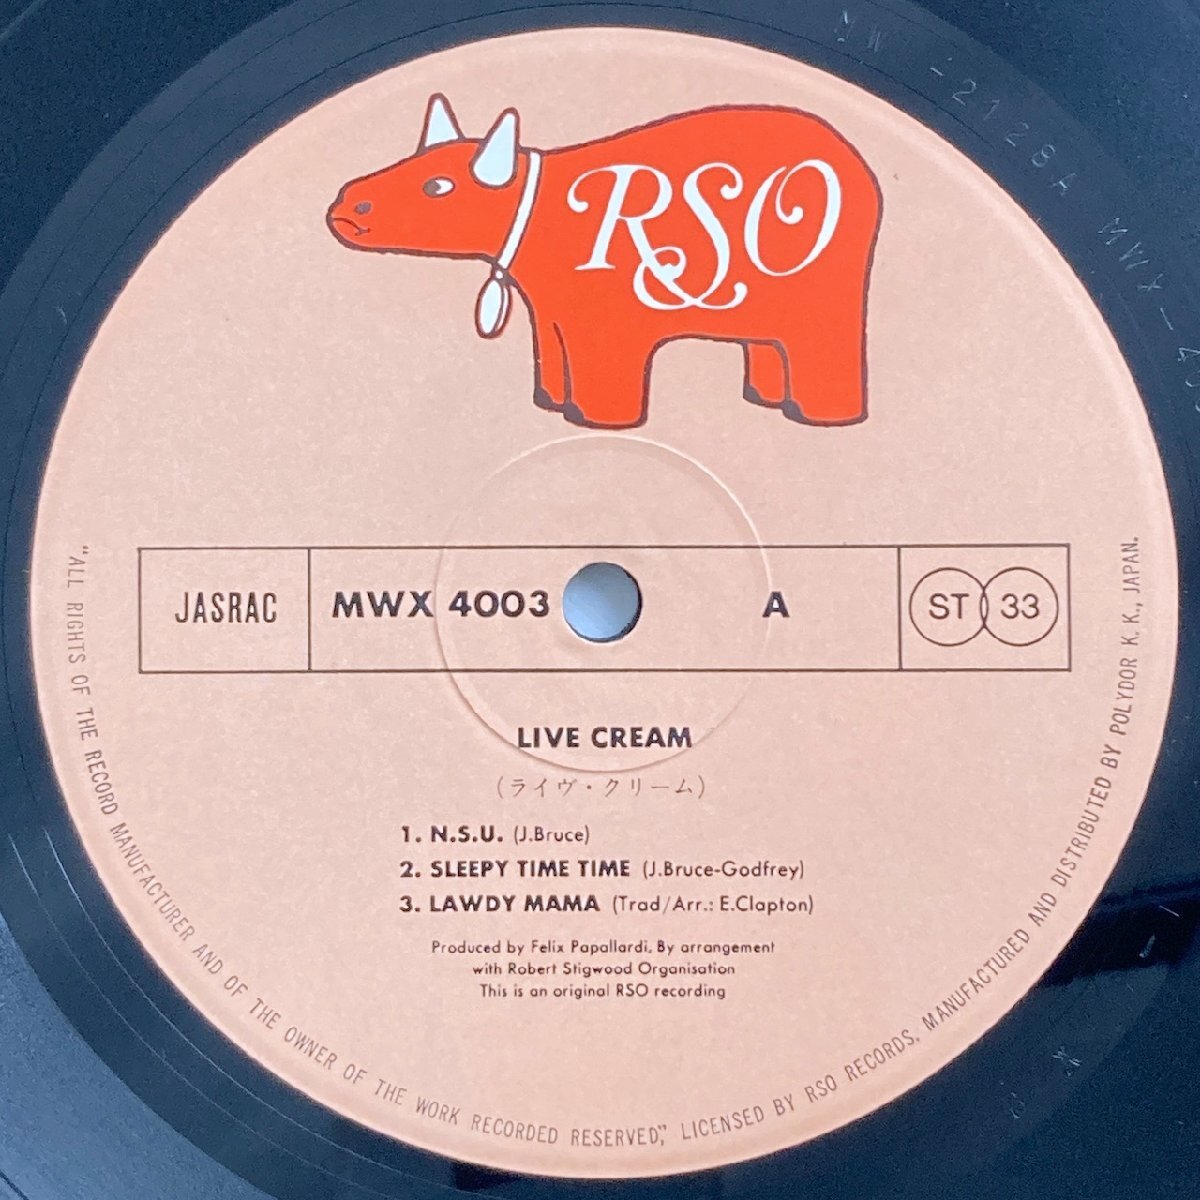 RSO
JASRAC
MWX 4003
A
ST 33
LIVE CREAM
(ライヴ・クリーム)
1. N.S.U. (J.Bruce)
2. SLEEPY TIME TIME (J.Bruce-Godfrey)
3. LAWDY MAMA (Trad/Arr.: E.Clapton)
Produced by Felix Papallardi. By arrangement
with Robert Stigwood Organisation
This is an original RSO recording
"ALL RIGHTS OF THE RECORD MANUFACTURER AND OF THE OWNER OF THE WORK RECORDED RESERVED," LICENSED BY RSO RECORDS, MANUFACTURED AND DISTRIBUTED BY POLYDOR K. K., JAPAN.